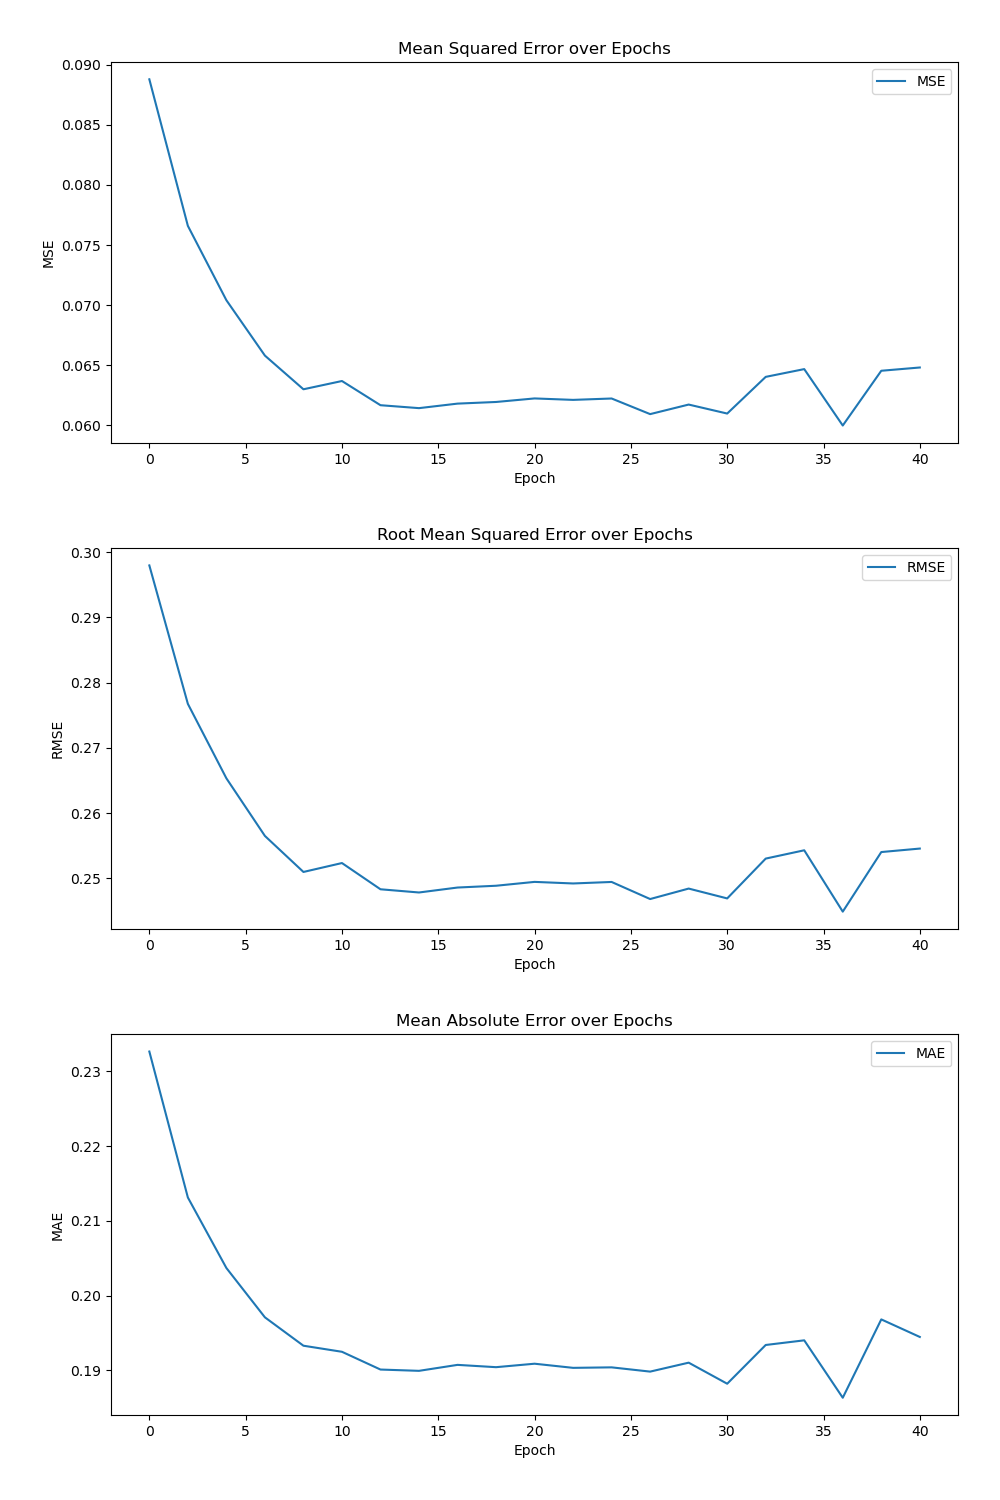 Mean Squared Error over Epochs
MSE
0.090
0.085
0.080
0.075
0.070
0.065
0.060
MSE
0 5 10 15 20 25 30 35 40
Epoch
Root Mean Squared Error over Epochs
RMSE
0.30
0.29
0.28
0.27
0.26
0.25
RMSE
0 5 10 15 20 25 30 35 40
Epoch
Mean Absolute Error over Epochs
MAE
0.23
0.22
0.21
0.20
0.19
MAE
0 5 10 15 20 25 30 35 40
Epoch